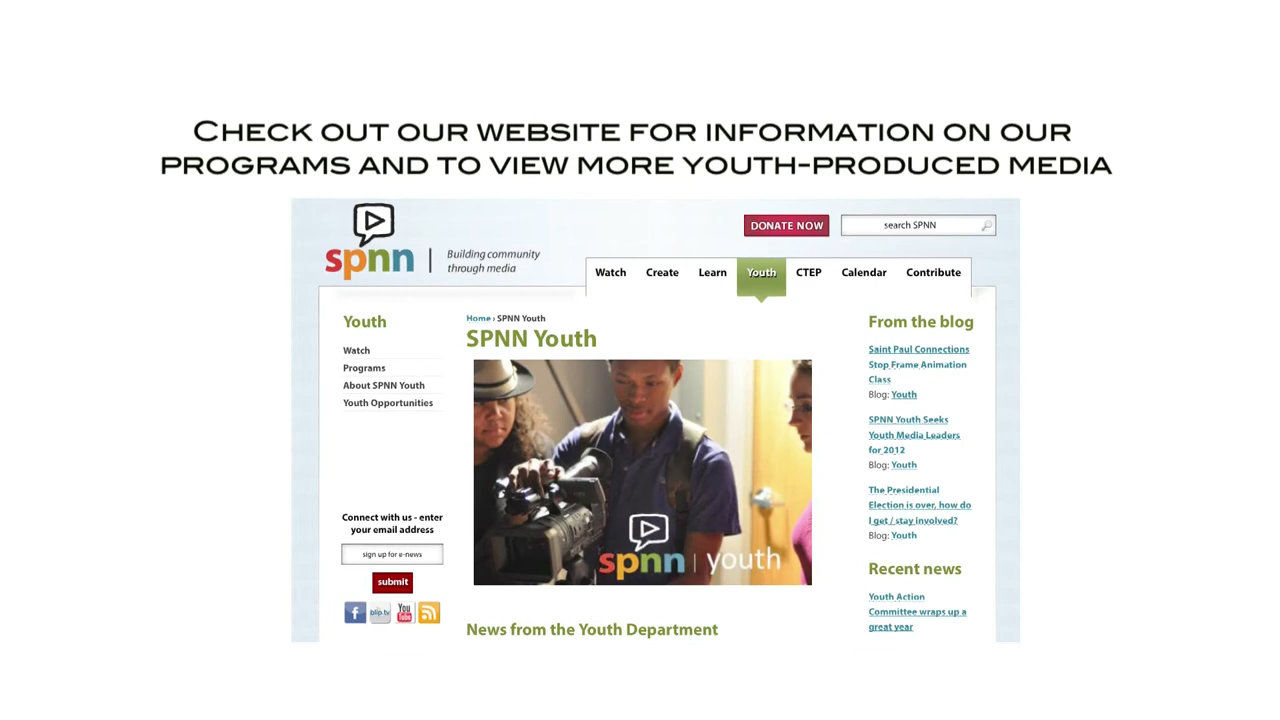 CHECK OUT OUR WEBSITE FOR INFORMATION ON OUR
PROGRAMS AND TO VIEW MORE YOUTH-PRODUCED MEDIA
spnn
Building community
through media
DONATE NOW
search SPNN
Watch Create Learn Youth CTEP Calendar Contribute
Youth
Watch
Programs
About SPNN Youth
Youth Opportunities
Connect with us - enter
your email address
sign up for e-news
submit
f blip.tv You Tube
Home › SPNN Youth
SPNN Youth
spnn | youth
News from the Youth Department
From the blog
Saint Paul Connections
Stop Frame Animation
Class
Blog: Youth
SPNN Youth Seeks
Youth Media Leaders
for 2012
Blog: Youth
The Presidential
Election is over, how do
I get / stay involved?
Blog: Youth
Recent news
Youth Action
Committee wraps up a
great year